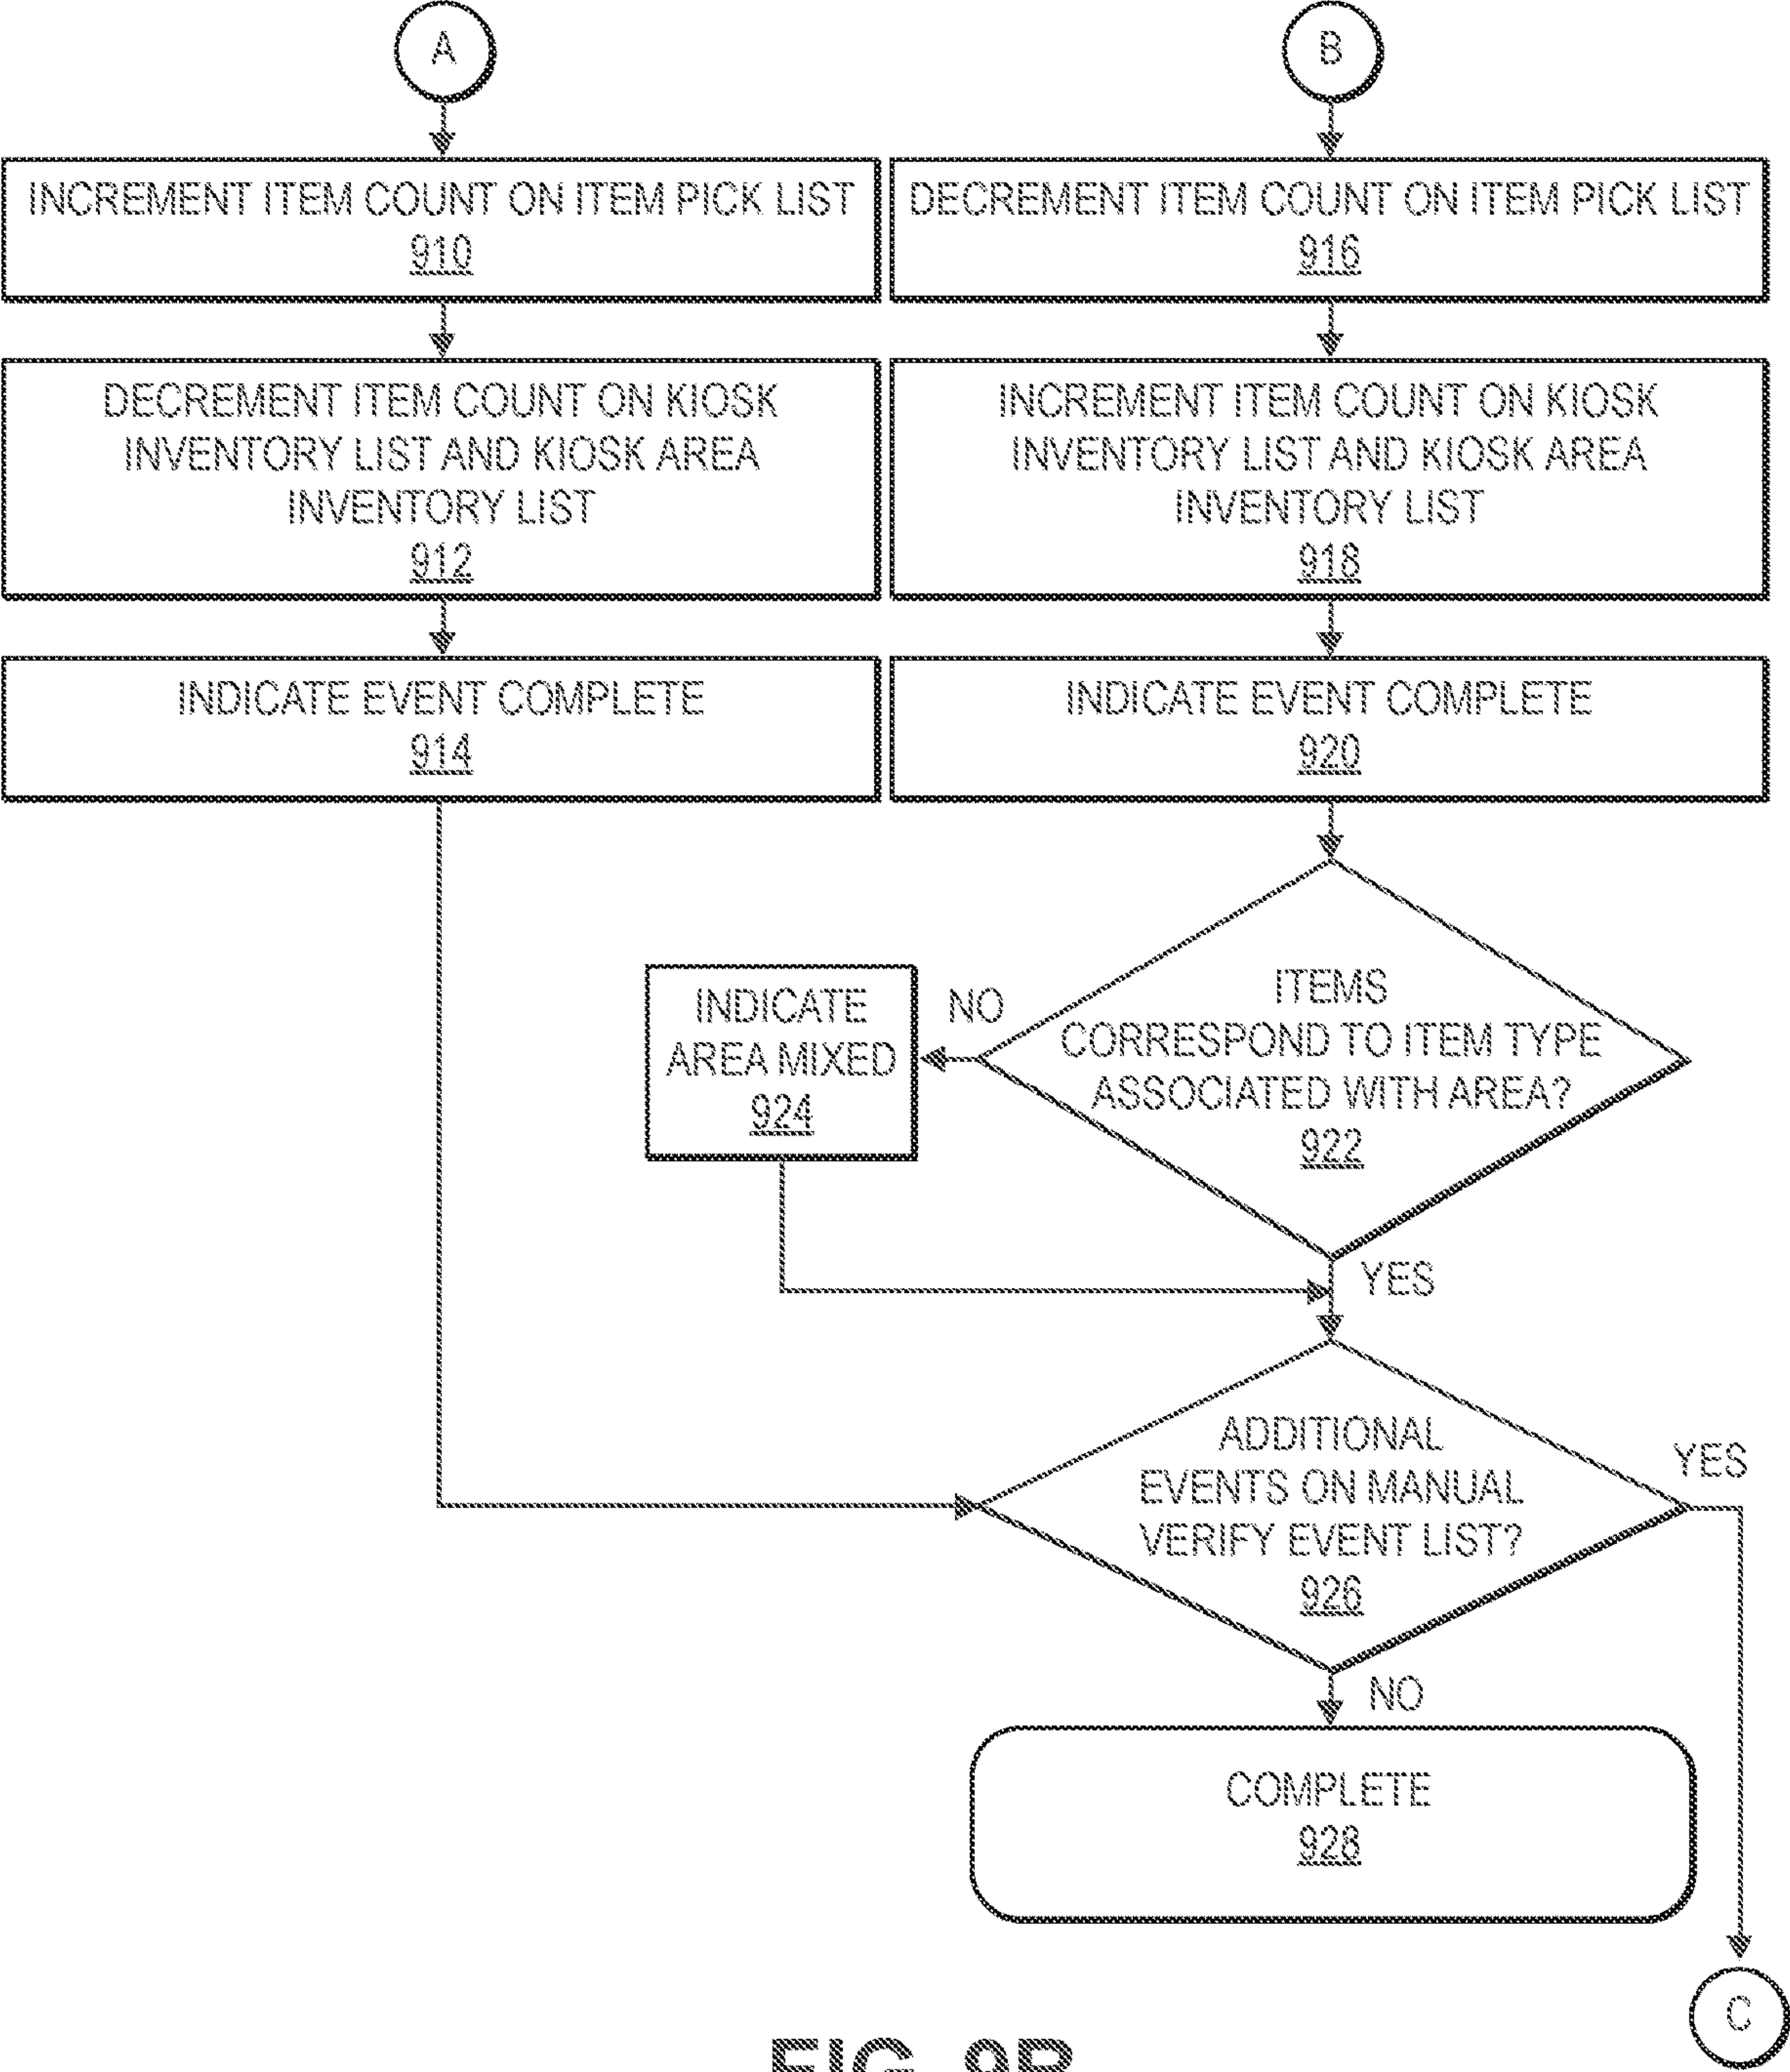 A
INCREMENT ITEM COUNT ON ITEM PICK LIST
910
DECREMENT ITEM COUNT ON KIOSK
INVENTORY LIST AND KIOSK AREA
INVENTORY LIST
912
INDICATE EVENT COMPLETE
914
B
DECREMENT ITEM COUNT ON ITEM PICK LIST
916
INCREMENT ITEM COUNT ON KIOSK
INVENTORY LIST AND KIOSK AREA
INVENTORY LIST
918
INDICATE EVENT COMPLETE
920
ITEMS
CORRESPOND TO ITEM TYPE
ASSOCIATED WITH AREA?
922
NO
INDICATE
AREA MIXED
924
YES
ADDITIONAL
EVENTS ON MANUAL
VERIFY EVENT LIST?
926
YES
NO
COMPLETE
928
C
FIG. 9B